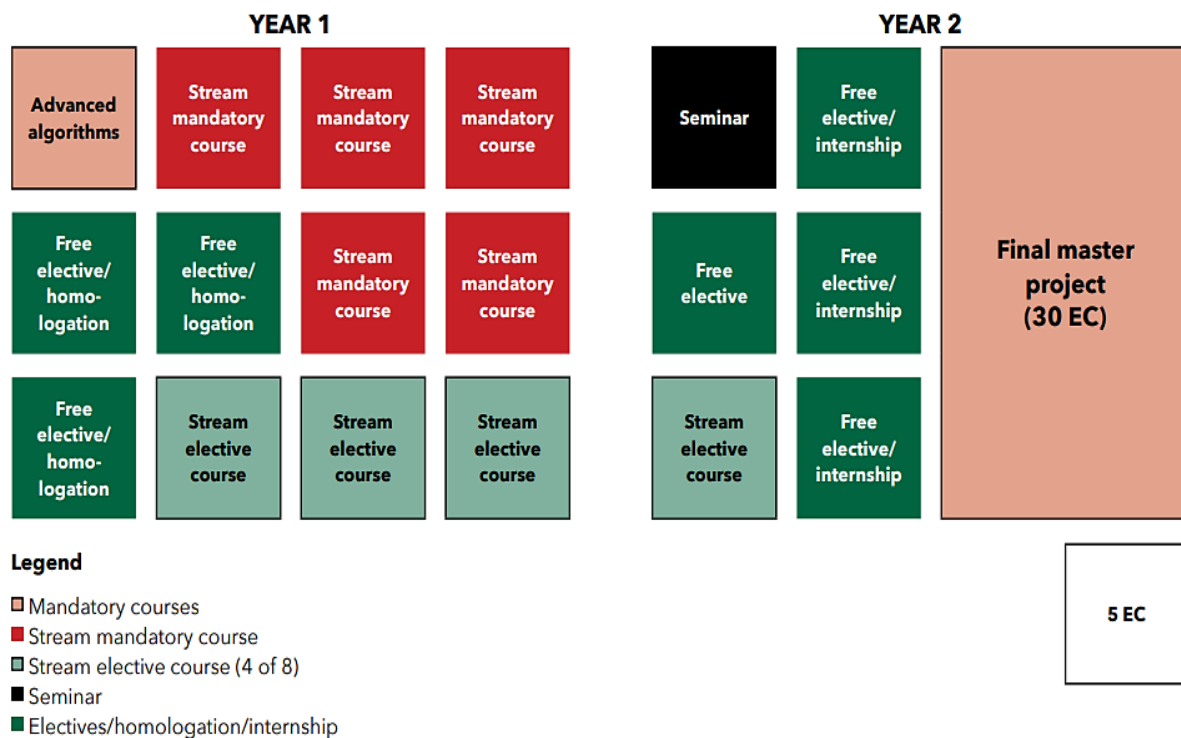 YEAR 1
Advanced
algorithms
Stream
mandatory
course
Stream
mandatory
course
Stream
mandatory
course
Free
elective/
homo-
logation
Free
elective/
homo-
logation
Stream
mandatory
course
Stream
mandatory
course
Free
elective/
homo-
logation
Stream
elective
course
Stream
elective
course
Stream
elective
course
YEAR 2
Seminar
Free
elective/
internship
Free
elective
Free
elective/
internship
Stream
elective
course
Free
elective/
internship
Final master
project
(30 EC)
Legend
Mandatory courses
Stream mandatory course
Stream elective course (4 of 8)
Seminar
Electives/homologation/internship
5 EC